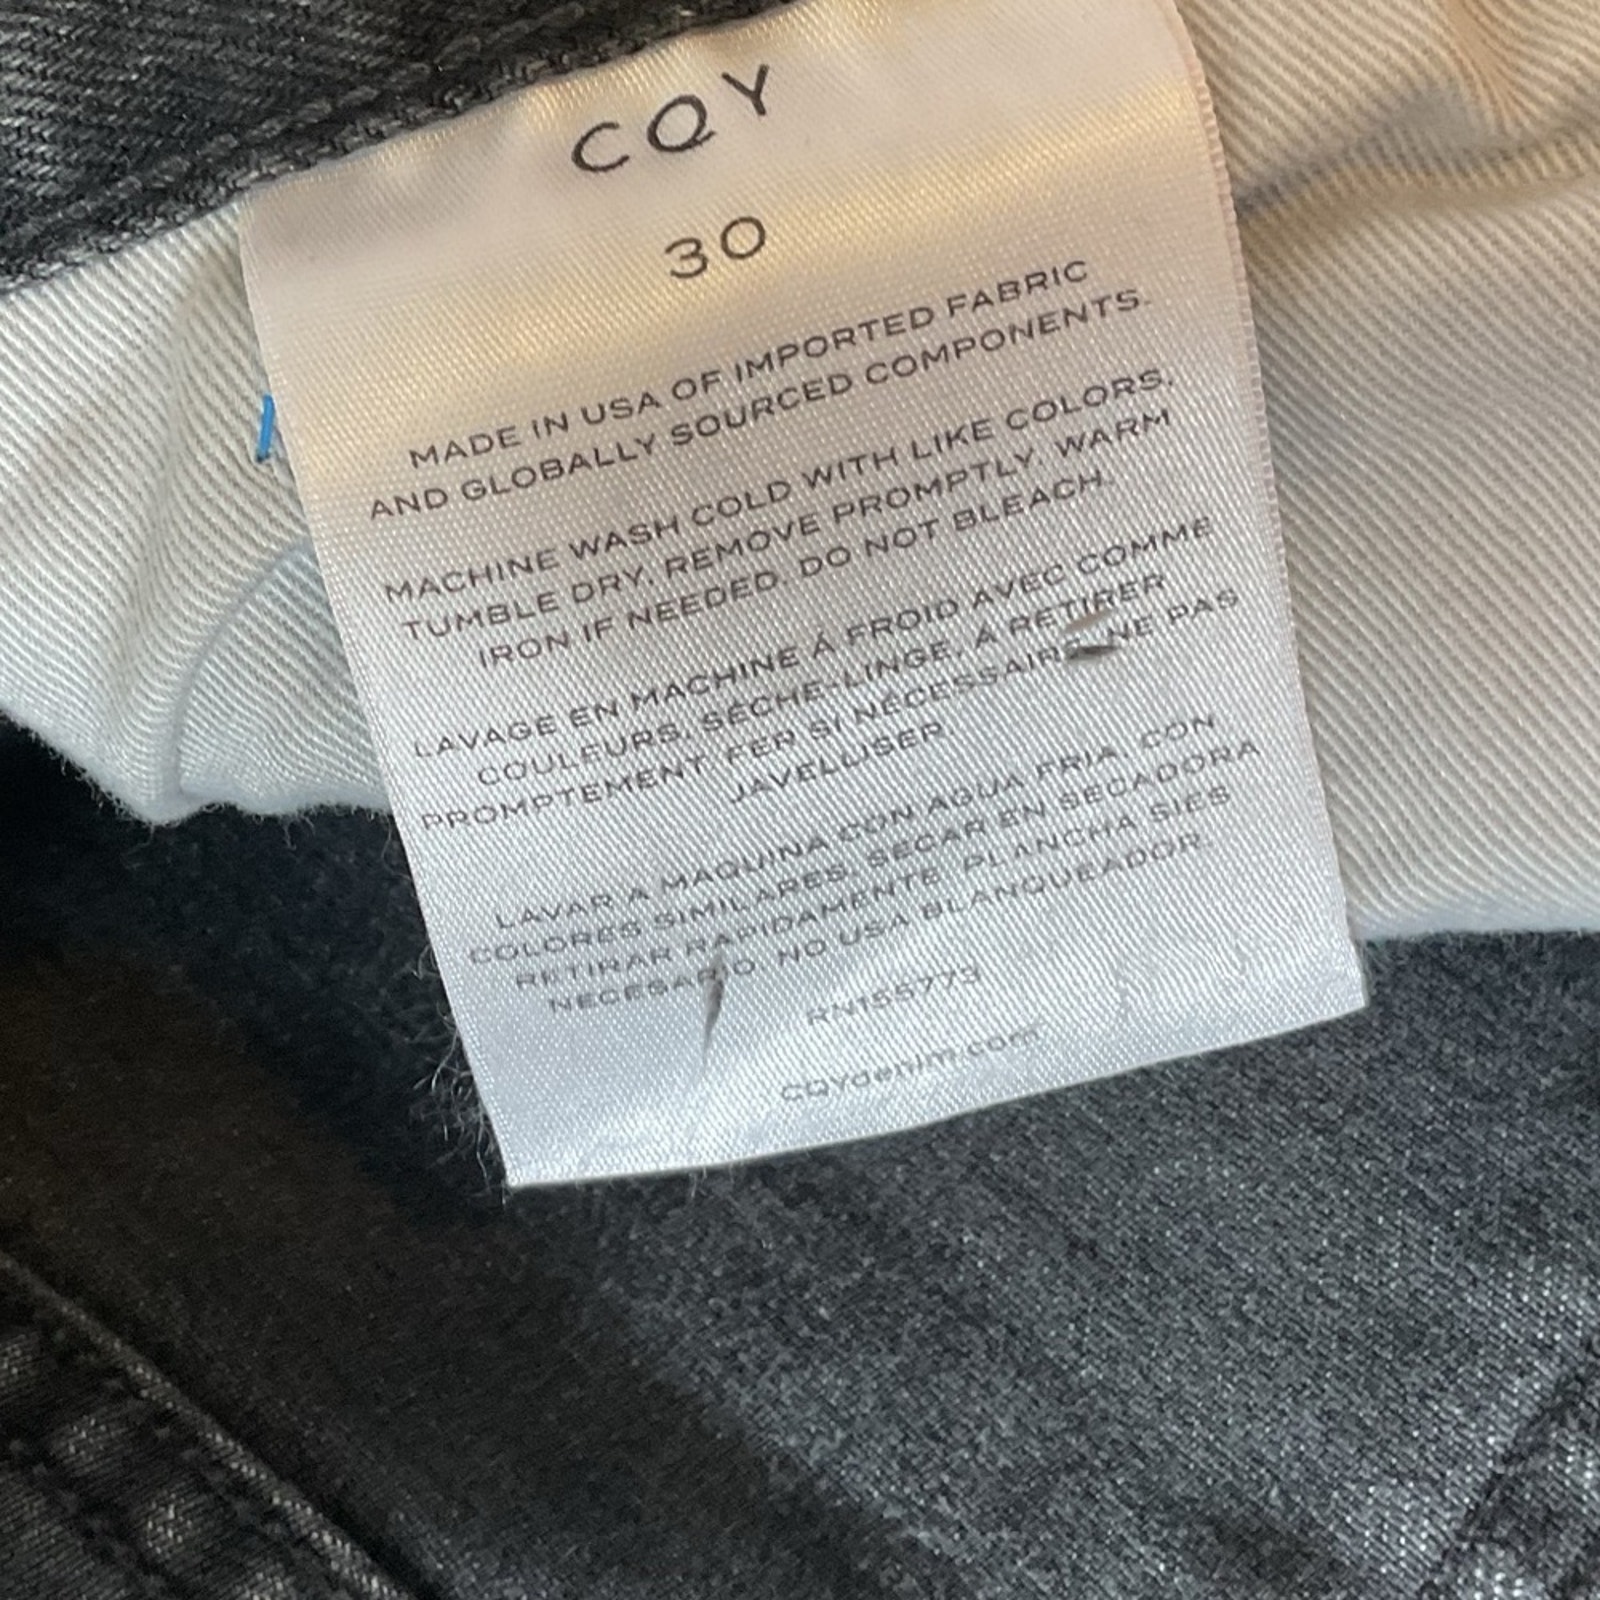 CQY
30
MADE IN USA OF IMPORTED FABRIC
AND GLOBALLY SOURCED COMPONENTS.
MACHINE WASH COLD WITH LIKE COLORS.
TUMBLE DRY. REMOVE PROMPTLY. WARM
IRON IF NEEDED. DO NOT BLEACH.
LAVAGE EN MACHINE À FROID AVEC COMME
COULEURS. SÈCHE-LINGE. À RETIRER
PROMPTEMENT FER SI NÉCESSAIRE. NE PAS
JAVELLISER.
LAVAR A MAQUINA CON AGUA FRIA. CON
COLORES SIMILARES. SECAR EN SECADORA
RETIRAR RAPIDAMENTE. PLANCHA SIES
NECESARIO. NO USA BLANQUEADOR.
RN155773
CQYdenim.com